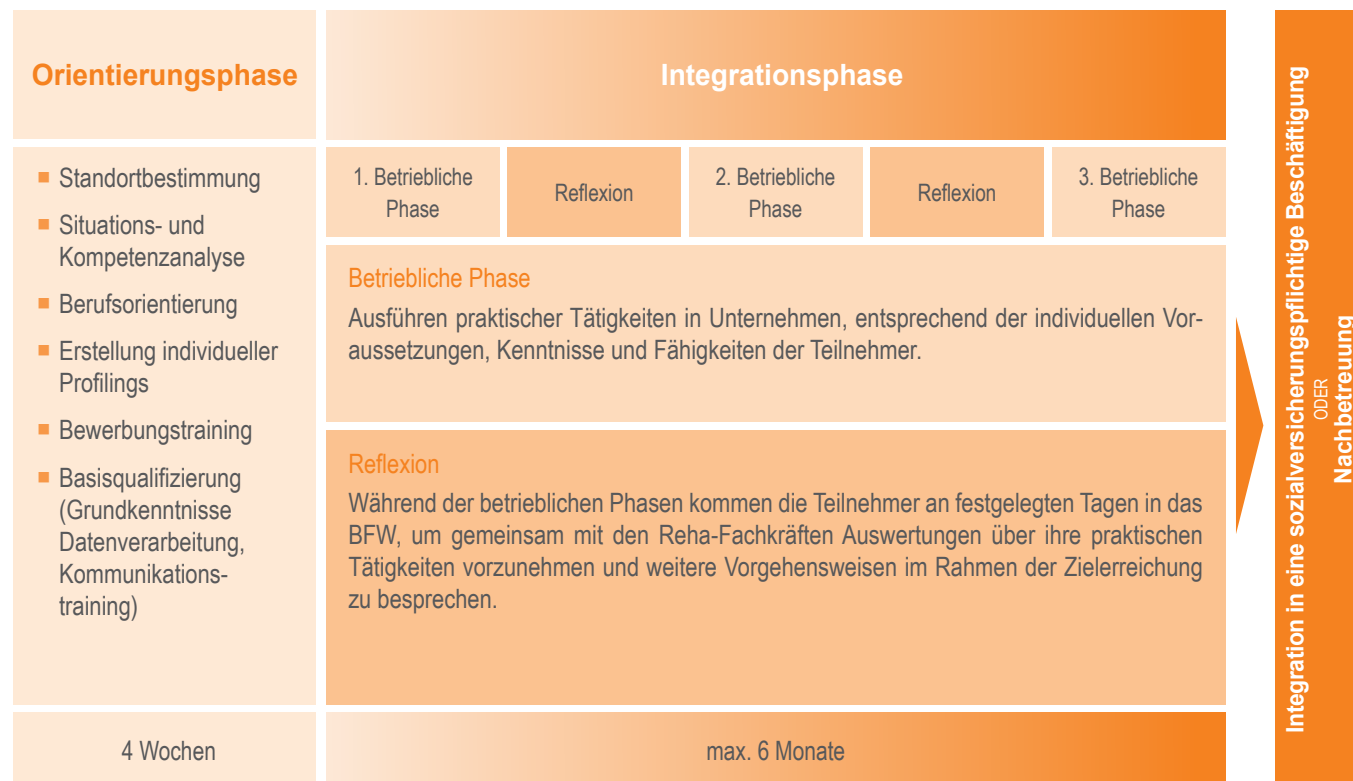 Orientierungsphase
Integrationsphase
Standortbestimmung
Situations- und
Kompetenzanalyse
Berufsorientierung
Erstellung individueller
Profilings
Bewerbungstraining
Basisqualifizierung
(Grundkenntnisse
Datenverarbeitung,
Kommunikations-
training)
1. Betriebliche
Phase
Reflexion
2. Betriebliche
Phase
Reflexion
3. Betriebliche
Phase
Betriebliche Phase
Ausführen praktischer Tätigkeiten in Unternehmen, entsprechend der individuellen Vor-
aussetzungen, Kenntnisse und Fähigkeiten der Teilnehmer.
Reflexion
Während der betrieblichen Phasen kommen die Teilnehmer an festgelegten Tagen in das
BFW, um gemeinsam mit den Reha-Fachkräften Auswertungen über ihre praktischen
Tätigkeiten vorzunehmen und weitere Vorgehensweisen im Rahmen der Zielerreichung
zu besprechen.
4 Wochen
max. 6 Monate
Integration in eine sozialversicherungspflichtige Beschäftigung
ODER
Nachbetreuung